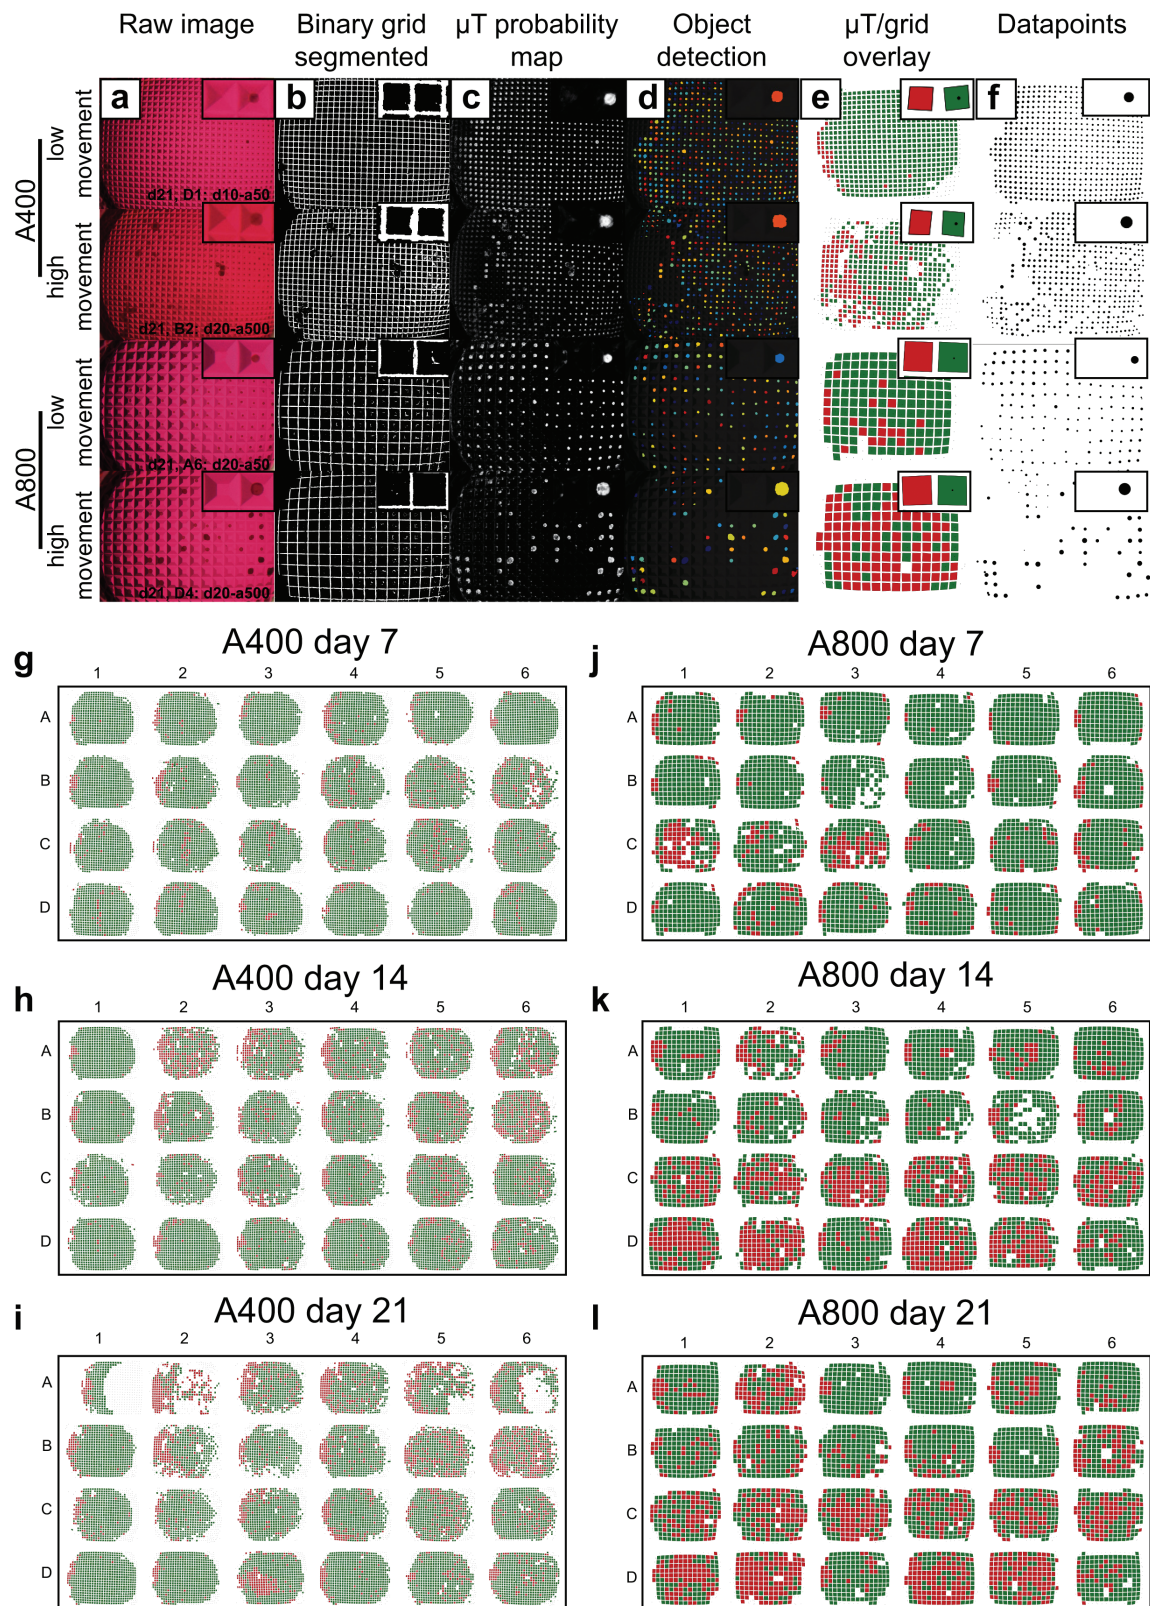 Raw image
Binary grid segmented
µT probability map
Object detection
µT/grid overlay
Datapoints
a
b
c
d
e
f
A400
low movement
d21, D1; d10-a50
high movement
d21, B2; d20-a500
A800
low movement
d21, A6; d20-a50
high movement
d21, D4; d20-a500
g
A400 day 7
1 2 3 4 5 6
A
B
C
D
j
A800 day 7
1 2 3 4 5 6
A
B
C
D
h
A400 day 14
1 2 3 4 5 6
A
B
C
D
k
A800 day 14
1 2 3 4 5 6
A
B
C
D
i
A400 day 21
1 2 3 4 5 6
A
B
C
D
l
A800 day 21
1 2 3 4 5 6
A
B
C
D